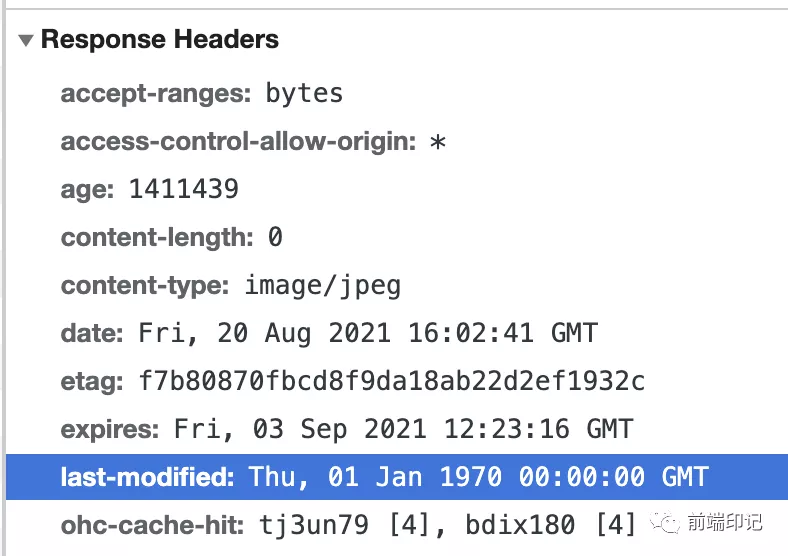 Response Headers
accept-ranges: bytes
access-control-allow-origin: *
age: 1411439
content-length: 0
content-type: image/jpeg
date: Fri, 20 Aug 2021 16:02:41 GMT
etag: f7b80870fbcd8f9da18ab22d2ef1932c
expires: Fri, 03 Sep 2021 12:23:16 GMT
last-modified: Thu, 01 Jan 1970 00:00:00 GMT
ohc-cache-hit: tj3un79 [4], bdix180 [4]
前端印记